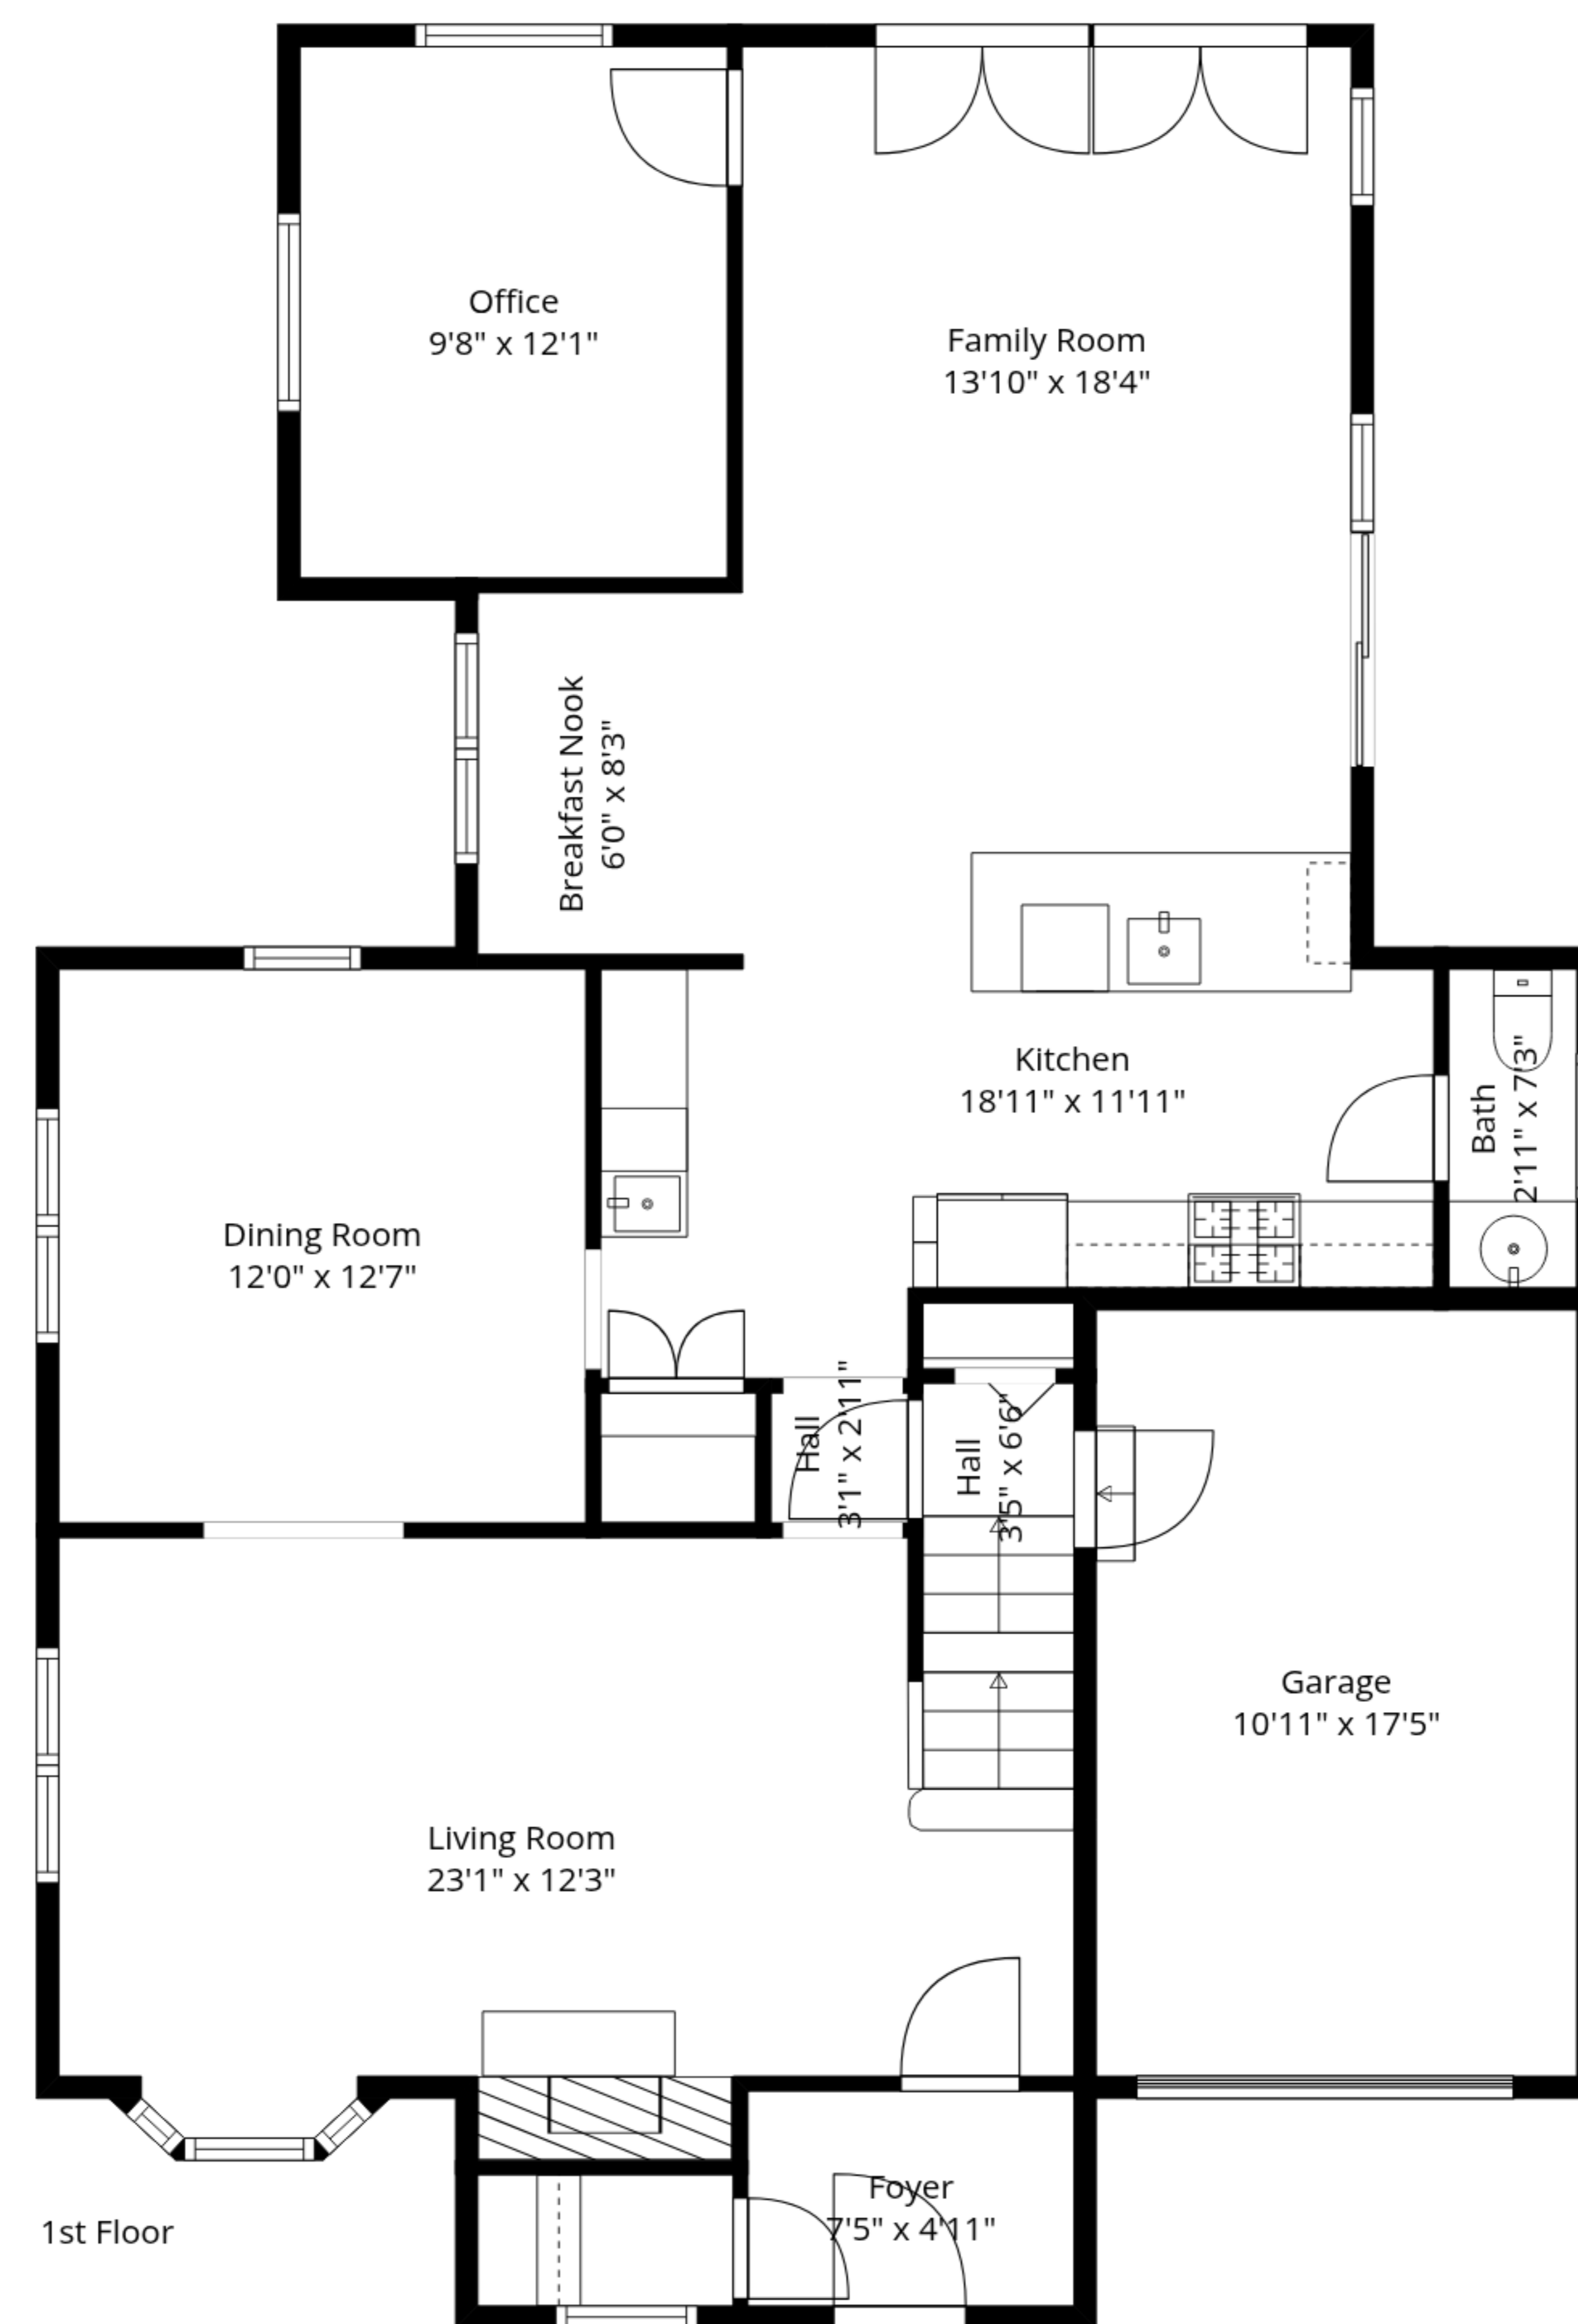 Office
9'8" x 12'1"
Family Room
13'10" x 18'4"
Breakfast Nook
6'0" x 8'3"
Kitchen
18'11" x 11'11"
Bath
2'11" x 7'3"
Dining Room
12'0" x 12'7"
Hall
3'1" x 2'11"
Hall
3'5" x 6'6"
Garage
10'11" x 17'5"
Living Room
23'1" x 12'3"
Foyer
7'5" x 4'11"
1st Floor